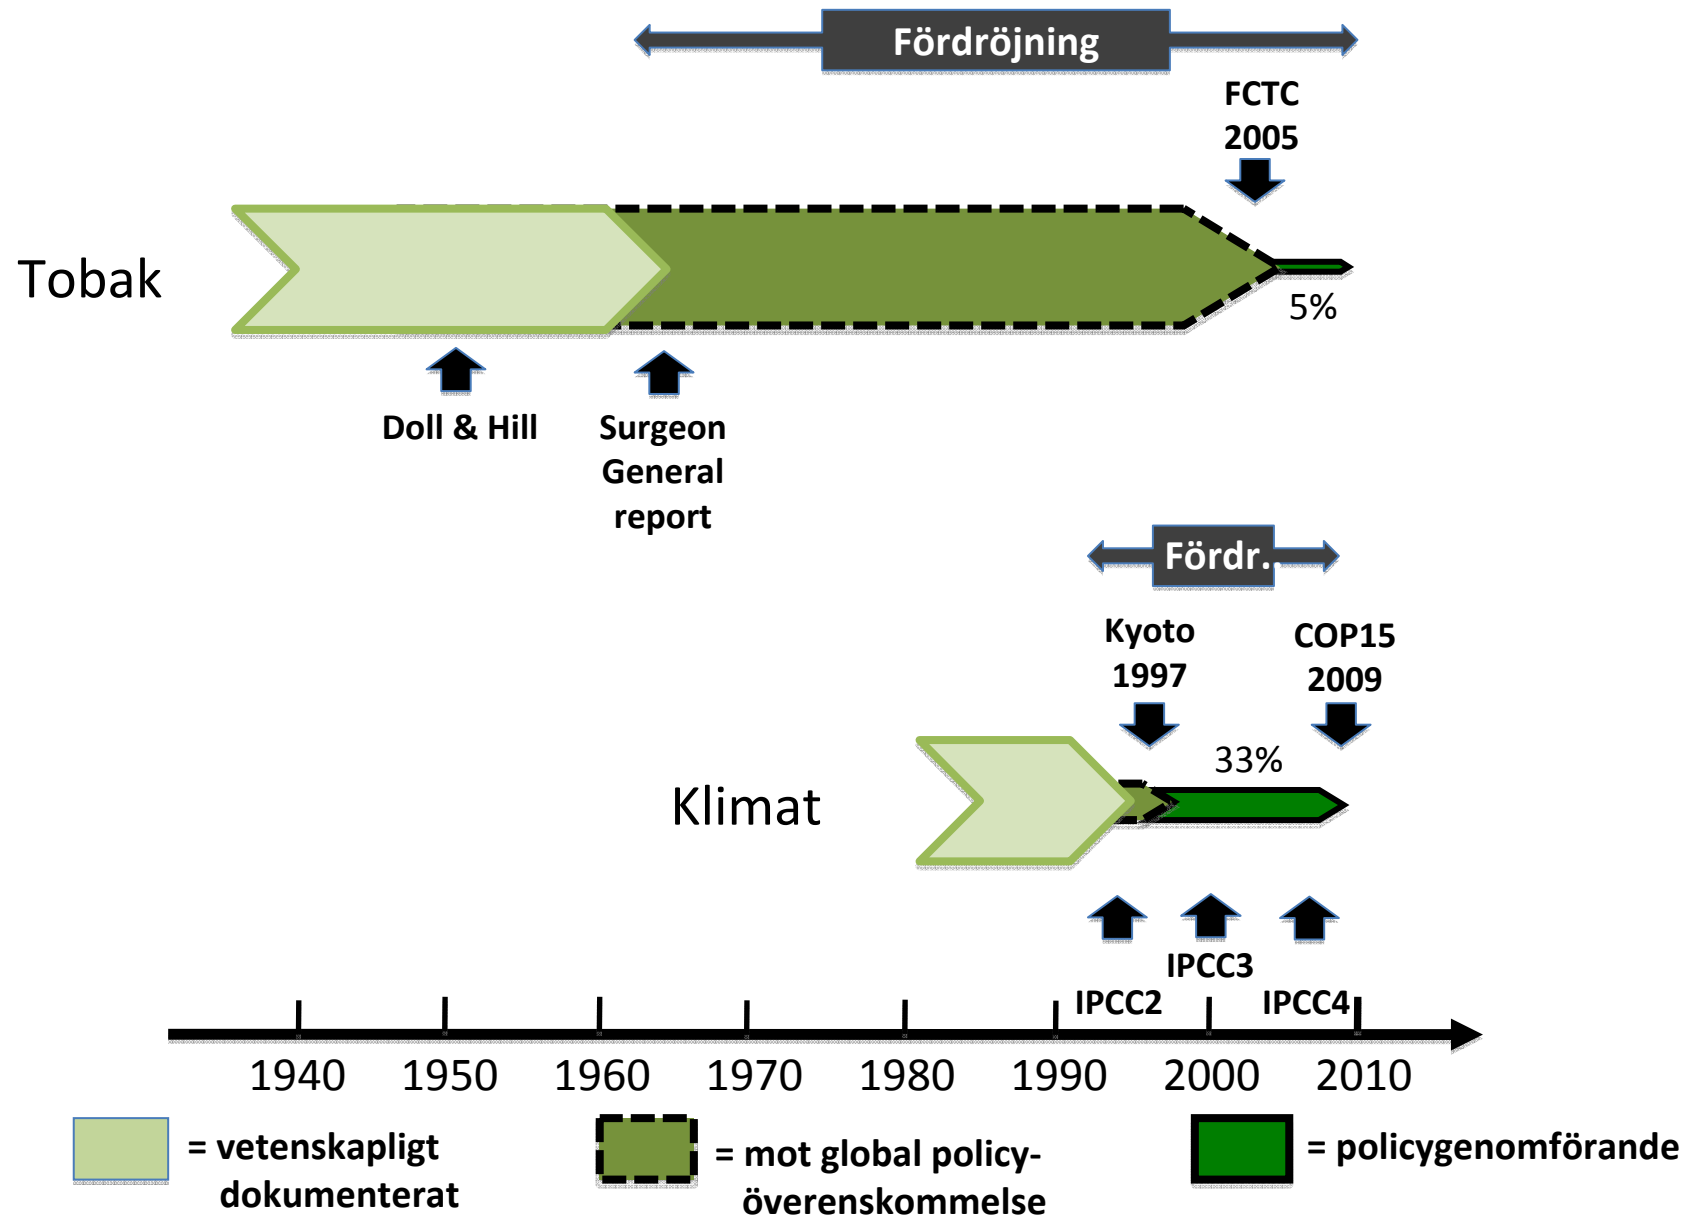 Fördröjning
FCTC
2005
Tobak
5%
Doll & Hill
Surgeon
General
report
Fördr..
Kyoto
1997
COP15
2009
33%
Klimat
IPCC2
IPCC3
IPCC4
1940 1950 1960 1970 1980 1990 2000 2010
= vetenskapligt
dokumenterat
= mot global policy-
överenskommelse
= policygenomförande